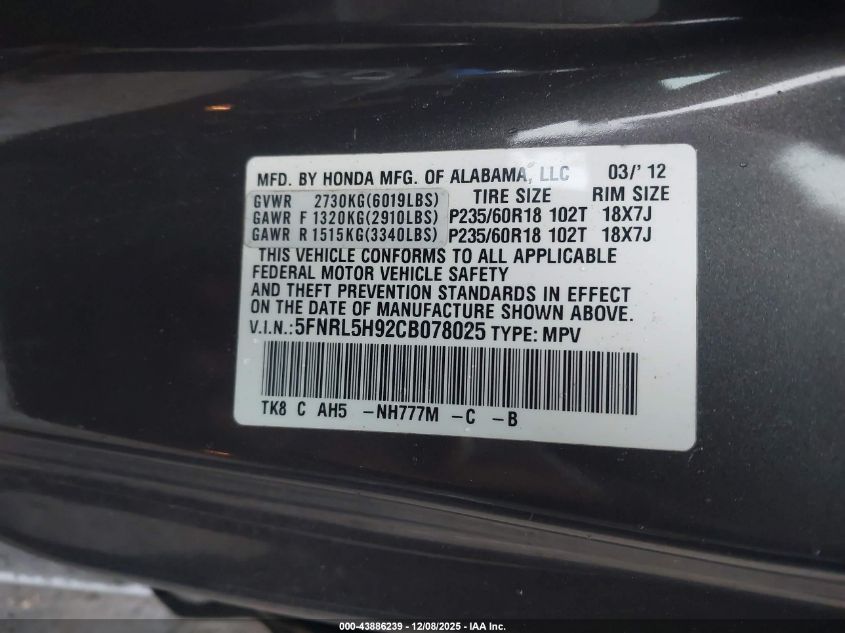 MFD. BY HONDA MFG. OF ALABAMA, LLC 03/' 12
TIRE SIZE RIM SIZE
GVWR 2730KG(6019LBS)
GAWR F 1320KG(2910LBS) P235/60R18 102T 18X7J
GAWR R 1515KG(3340LBS) P235/60R18 102T 18X7J
THIS VEHICLE CONFORMS TO ALL APPLICABLE
FEDERAL MOTOR VEHICLE SAFETY
AND THEFT PREVENTION STANDARDS IN EFFECT
ON THE DATE OF MANUFACTURE SHOWN ABOVE.
V.I.N.:5FNRL5H92CB078025 TYPE: MPV
TK8 C AH5 -NH777M -C -B
000-43886239 - 12/08/2025 - IAA Inc.